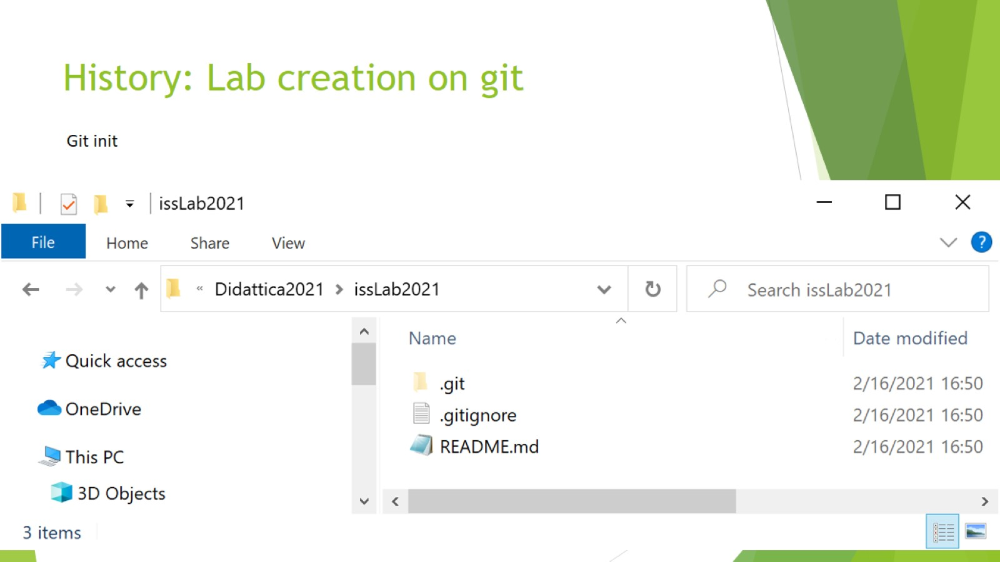 History: Lab creation on git
Git init
issLab2021
File Home Share View
« Didattica2021 > issLab2021
Search issLab2021
Name Date modified
Quick access
OneDrive
This PC
3D Objects
.git 2/16/2021 16:50
.gitignore 2/16/2021 16:50
README.md 2/16/2021 16:50
3 items